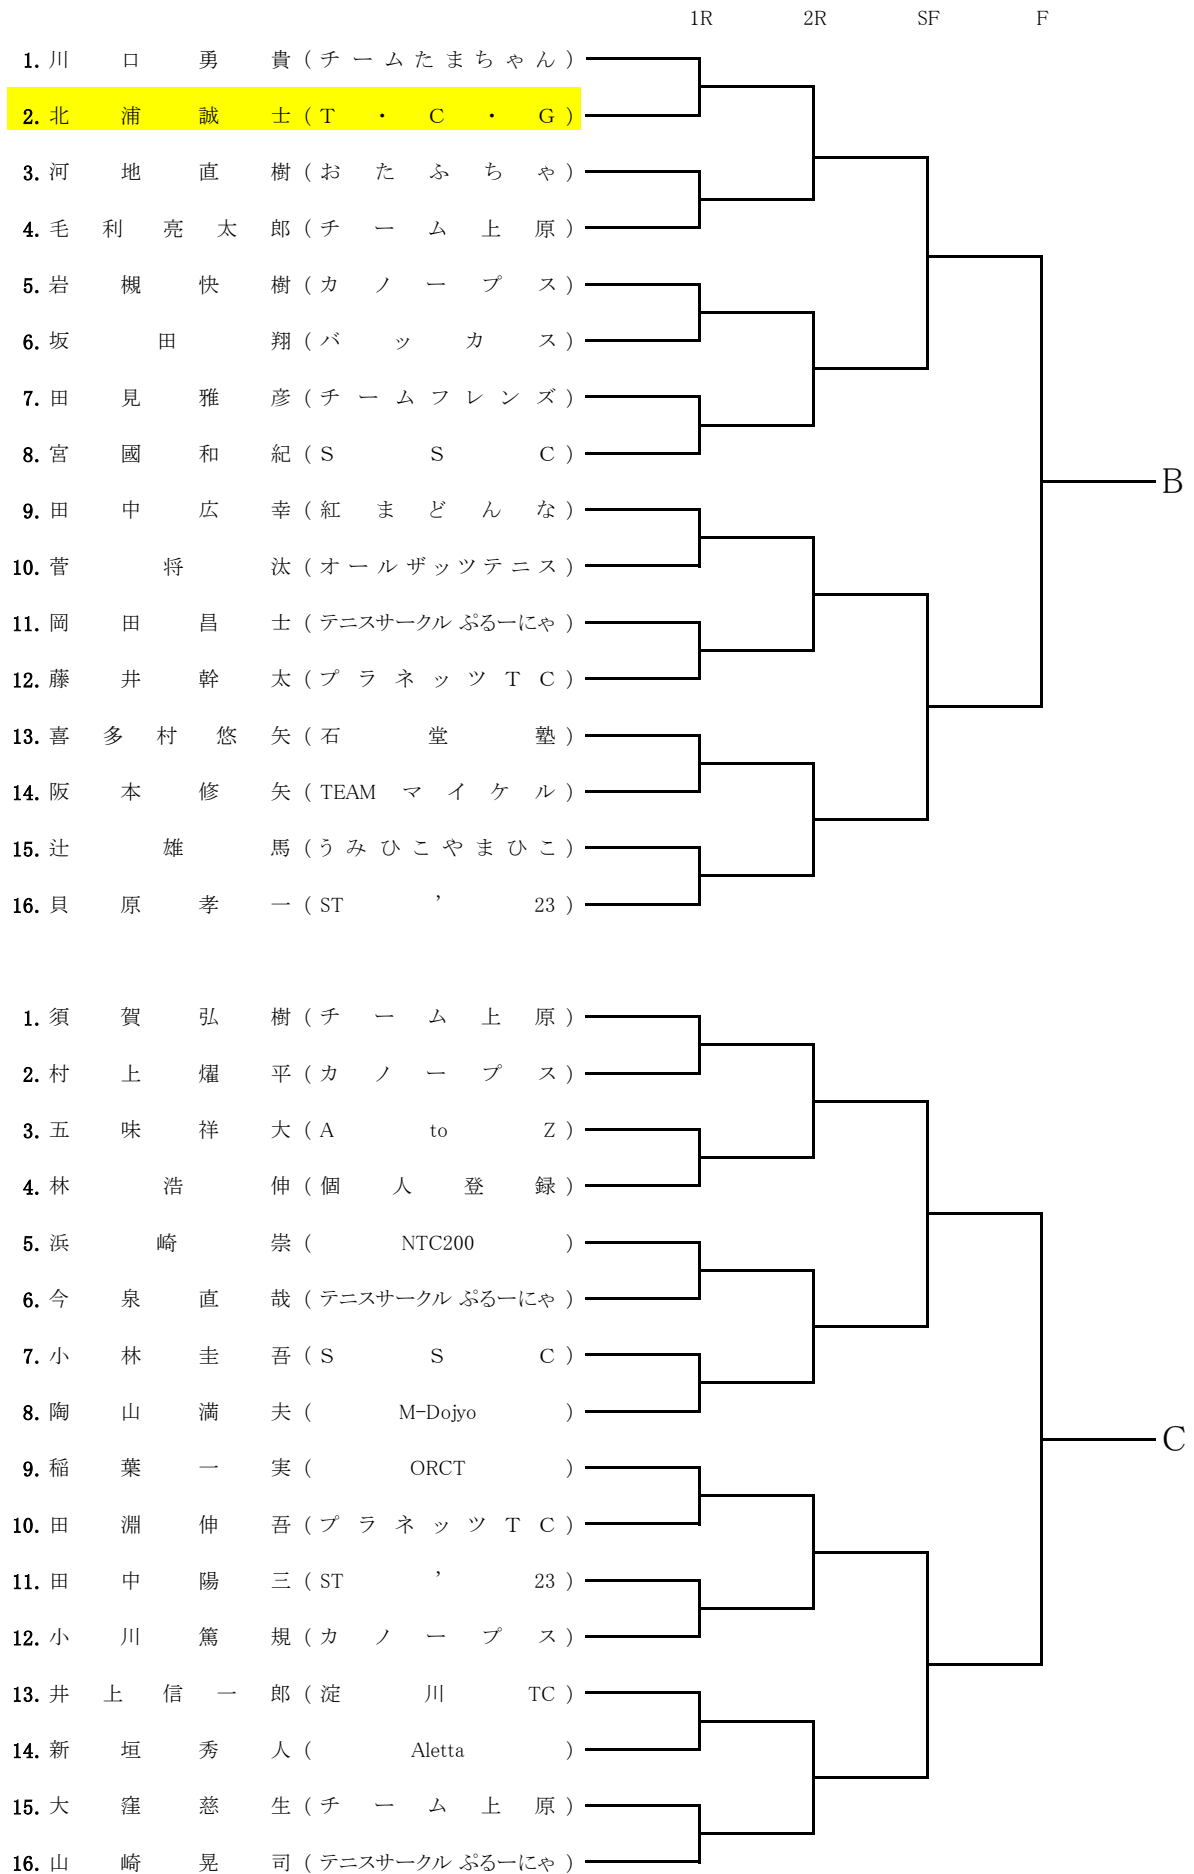 1R 2R SF F
1. 川口勇貴 (チームたまちゃん)
2. 北浦誠士 (T・C・G)
3. 河地直樹 (おたふちゃ)
4. 毛利亮太郎 (チーム上原)
5. 岩槻快樹 (カノープス)
6. 坂田翔 (バッカス)
7. 田見雅彦 (チームフレンズ)
8. 宮國和紀 (SSC)
B
9. 田中広幸 (紅まどんな)
10. 菅将汰 (オールザッツテニス)
11. 岡田昌士 (テニスサークル ぷるーにゃ)
12. 藤井幹太 (プラネッツTC)
13. 喜多村悠矢 (石堂塾)
14. 阪本修矢 (TEAM マイケル)
15. 辻雄馬 (うみひこやまひこ)
16. 貝原孝一 (ST ’ 23)
1. 須賀弘樹 (チーム上原)
2. 村上燿平 (カノープス)
3. 五味祥大 (A to Z)
4. 林浩伸 (個人登録)
5. 浜崎崇 (NTC200)
6. 今泉直哉 (テニスサークル ぷるーにゃ)
7. 小林圭吾 (SSC)
8. 陶山満夫 (M-Dojyo)
C
9. 稲葉一実 (ORCT)
10. 田淵伸吾 (プラネッツTC)
11. 田中陽三 (ST ’ 23)
12. 小川篤規 (カノープス)
13. 井上信一郎 (淀川TC)
14. 新垣秀人 (Aletta)
15. 大窪慈生 (チーム上原)
16. 山崎晃司 (テニスサークル ぷるーにゃ)